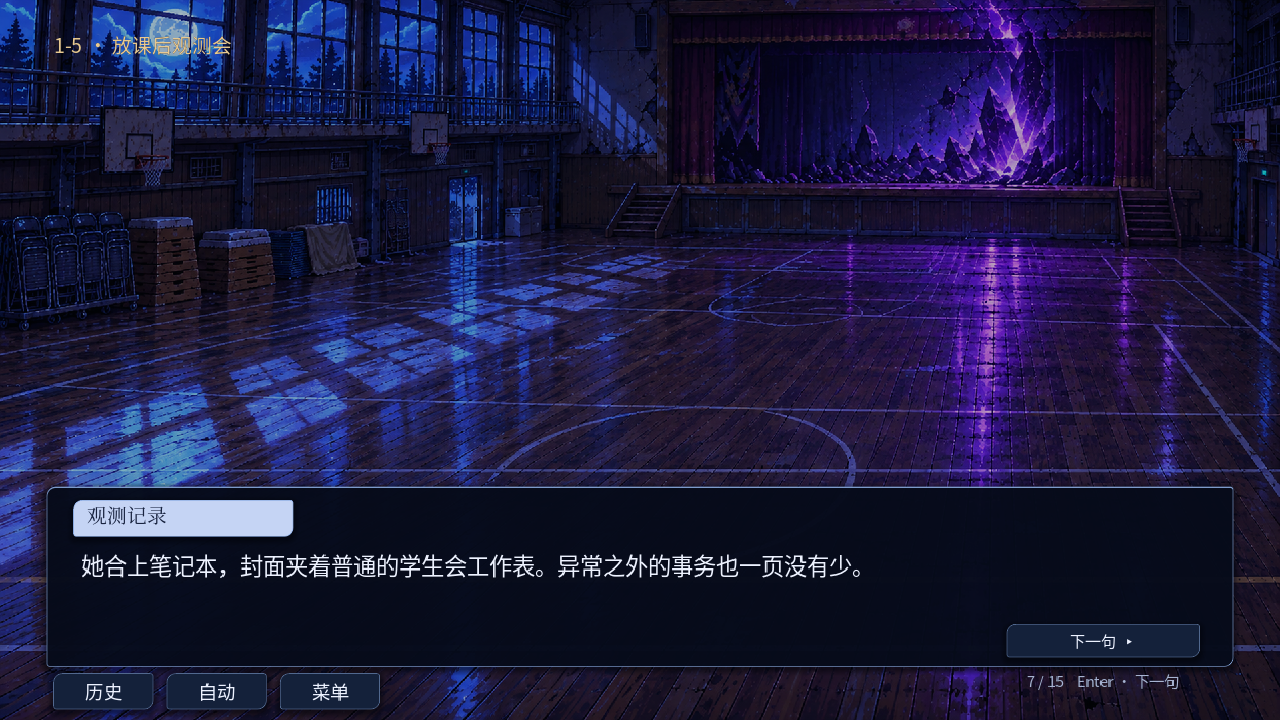 1-5 · 放课后观测会
观测记录
她合上笔记本，封面夹着普通的学生会工作表。异常之外的事务也一页没有少。
下一句 ▸
历史
自动
菜单
7 / 15 Enter · 下一句